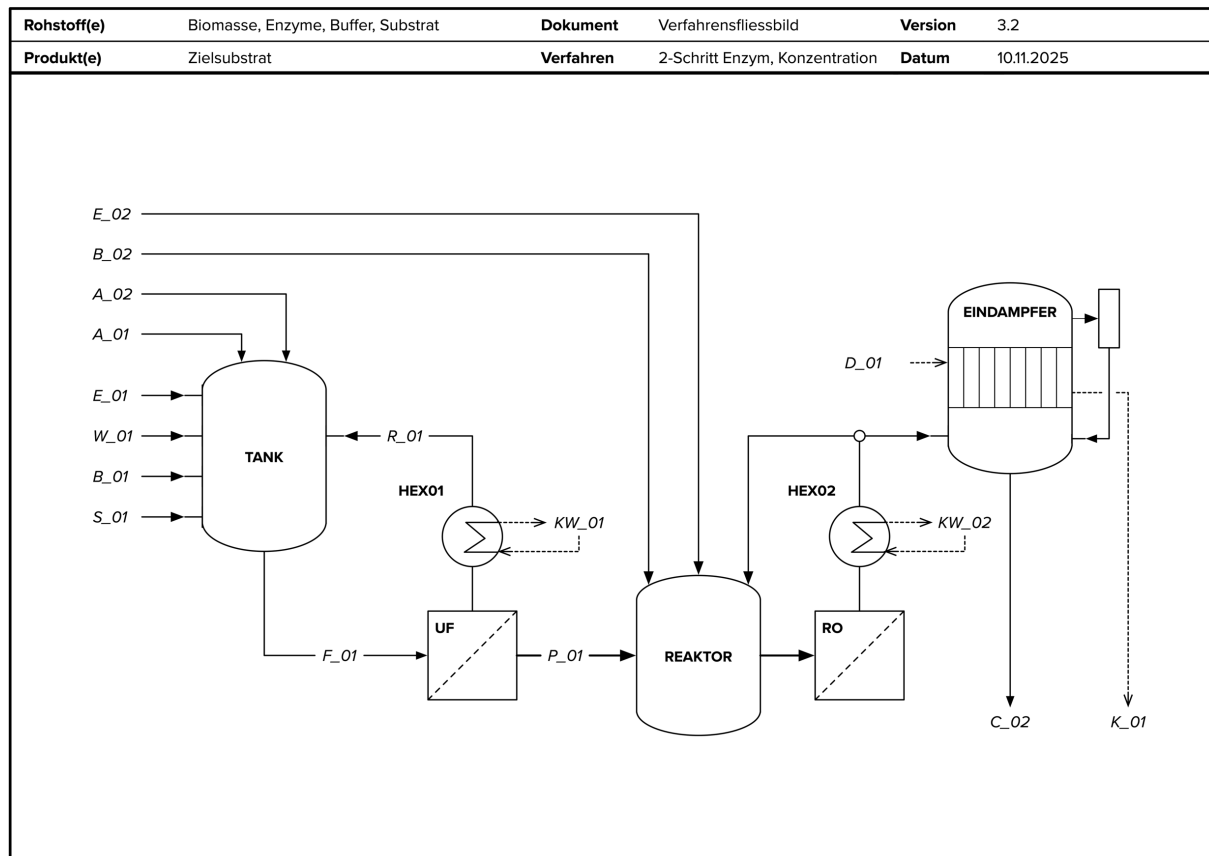 Rohstoff(e) Biomasse, Enzyme, Buffer, Substrat Dokument Verfahrensfliessbild Version 3.2
Produkt(e) Zielsubstrat Verfahren 2-Schritt Enzym, Konzentration Datum 10.11.2025
E_02
B_02
A_02
A_01
EINDAMPFER
D_01
E_01
W_01
R_01
TANK
B_01
HEX01
HEX02
S_01
KW_01
KW_02
UF
RO
F_01
P_01
REAKTOR
C_02
K_01